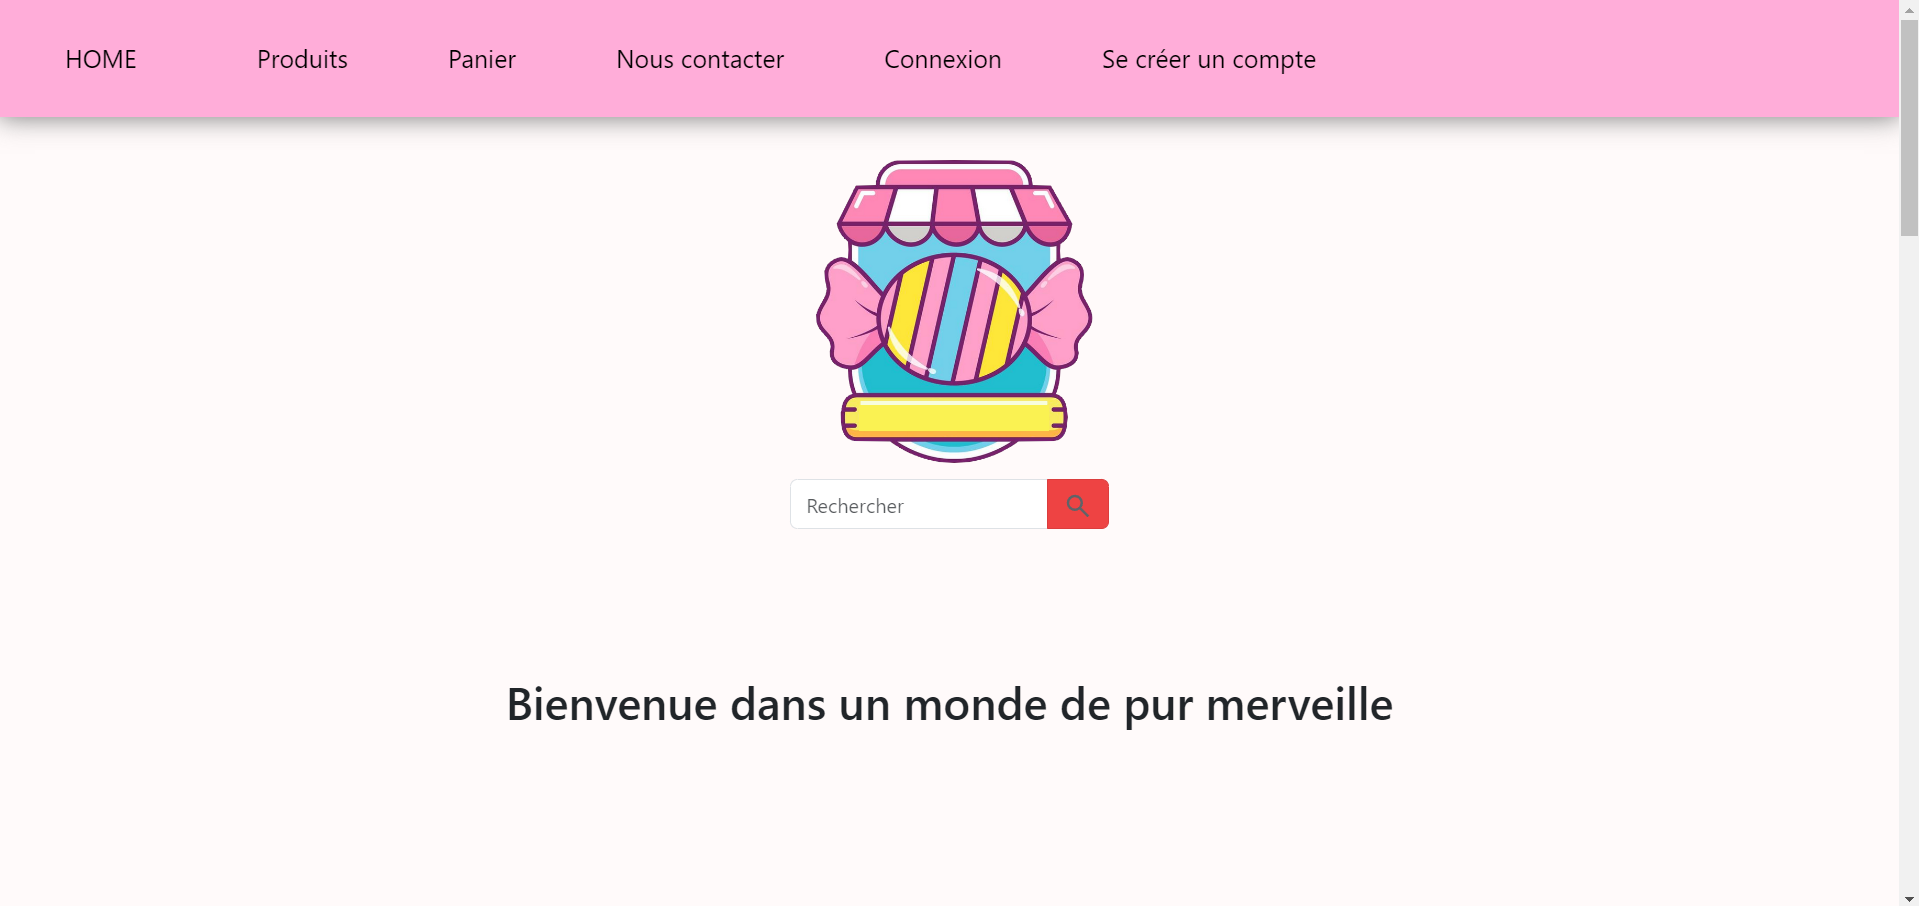 HOME Produits Panier Nous contacter Connexion Se créer un compte
Rechercher
Bienvenue dans un monde de pur merveille